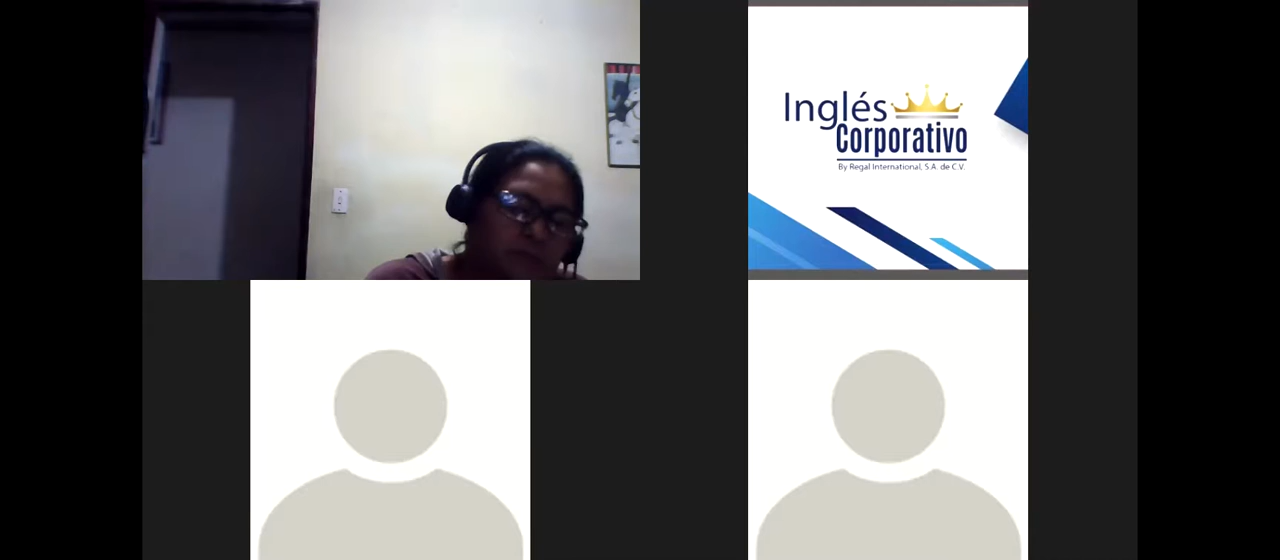 Inglés
Corporativo
By Regal International, S.A. de C.V.